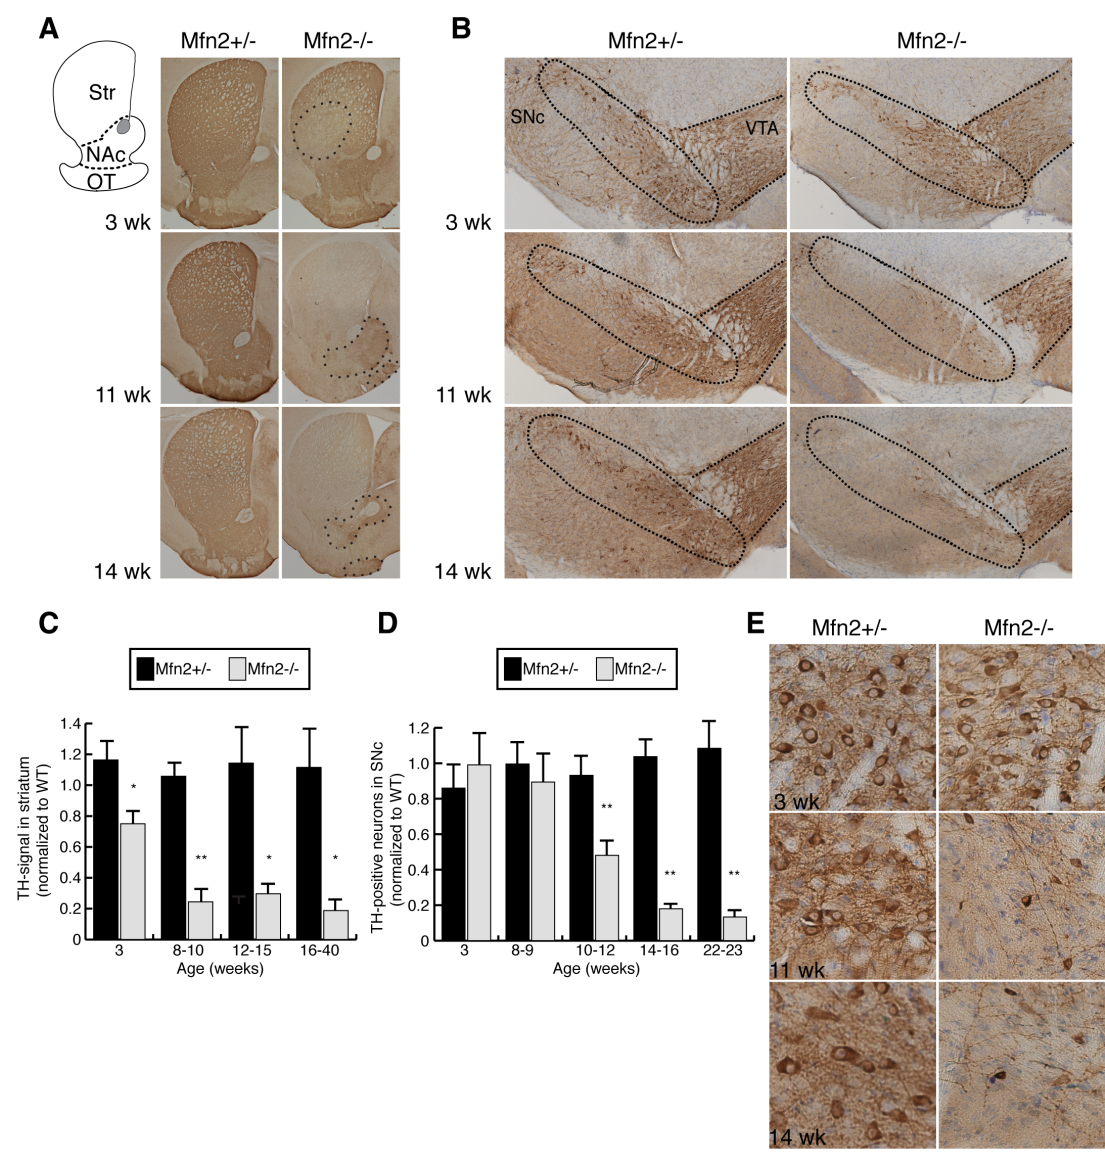 A
Mfn2+/-
Mfn2-/-
Str
NAc
OT
3 wk
11 wk
14 wk
B
Mfn2+/-
Mfn2-/-
SNc
VTA
3 wk
11 wk
14 wk
C
Mfn2+/-
Mfn2-/-
TH-signal in striatum
(normalized to WT)
1.4
1.2
1.0
0.8
0.6
0.4
0.2
0
*
**
*
*
3
8-10
12-15
16-40
Age (weeks)
D
Mfn2+/-
Mfn2-/-
TH-positive neurons in SNc
(normalized to WT)
1.2
1.0
0.8
0.6
0.4
0.2
0
**
**
**
3
8-9
10-12
14-16
22-23
Age (weeks)
E
Mfn2+/-
Mfn2-/-
3 wk
11 wk
14 wk